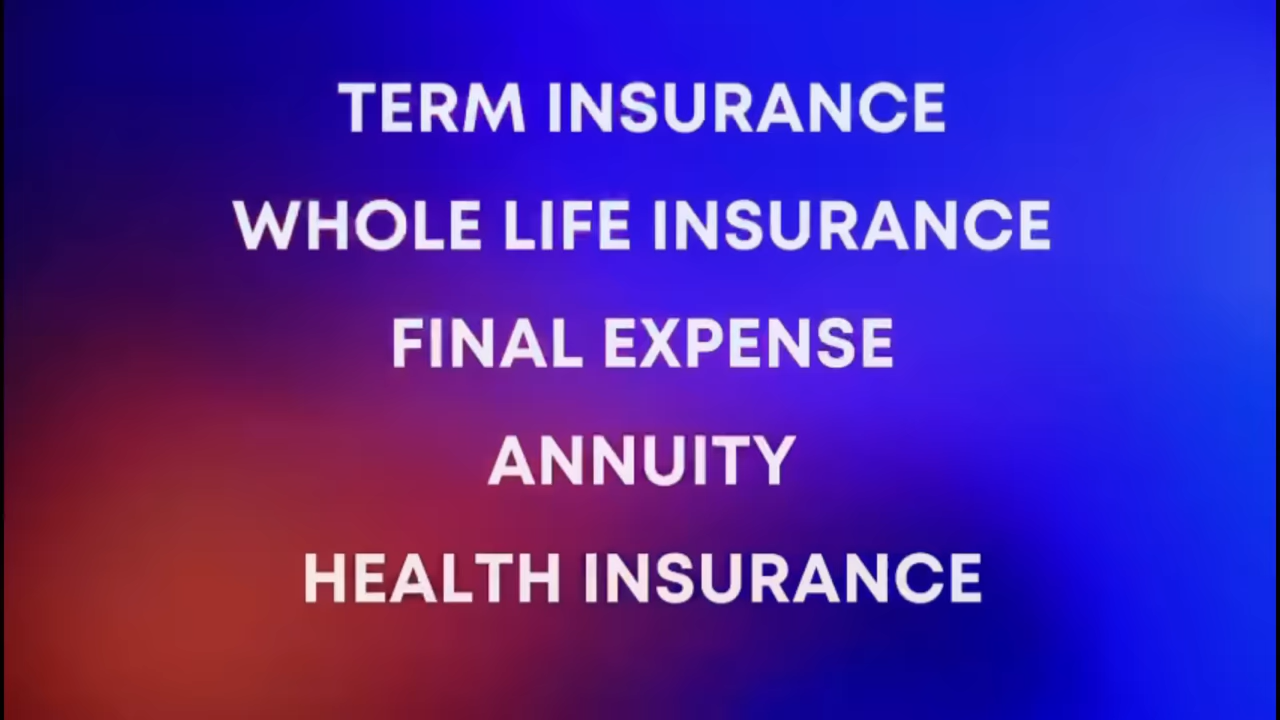 TERM INSURANCE
WHOLE LIFE INSURANCE
FINAL EXPENSE
ANNUITY
HEALTH INSURANCE